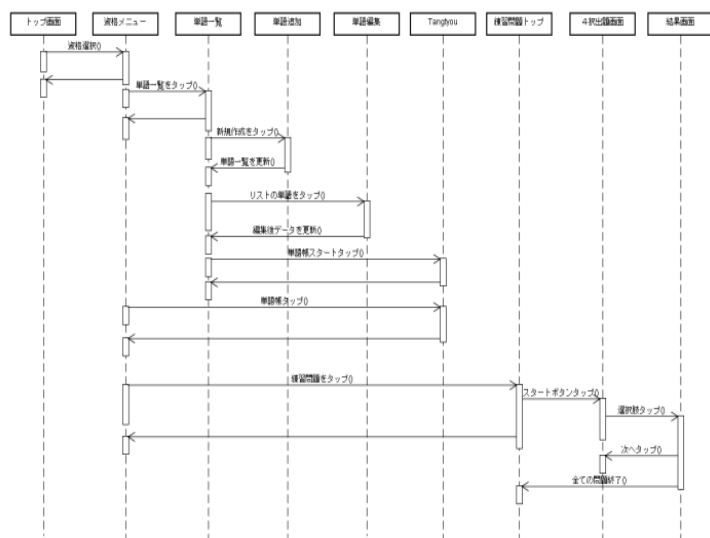 トップ画面
資格メニュー
単語一覧
単語追加
単語編集
Tangtyou
練習問題トップ
4択出題画面
結果画面
資格選択()
単語一覧をタップ()
新規作成をタップ()
単語一覧を更新()
リストの単語をタップ()
編集後データを更新()
単語帳スタートタップ()
単語帳タップ()
練習問題をタップ()
スタートボタンタップ()
選択肢タップ()
次へタップ()
全ての問題終了()